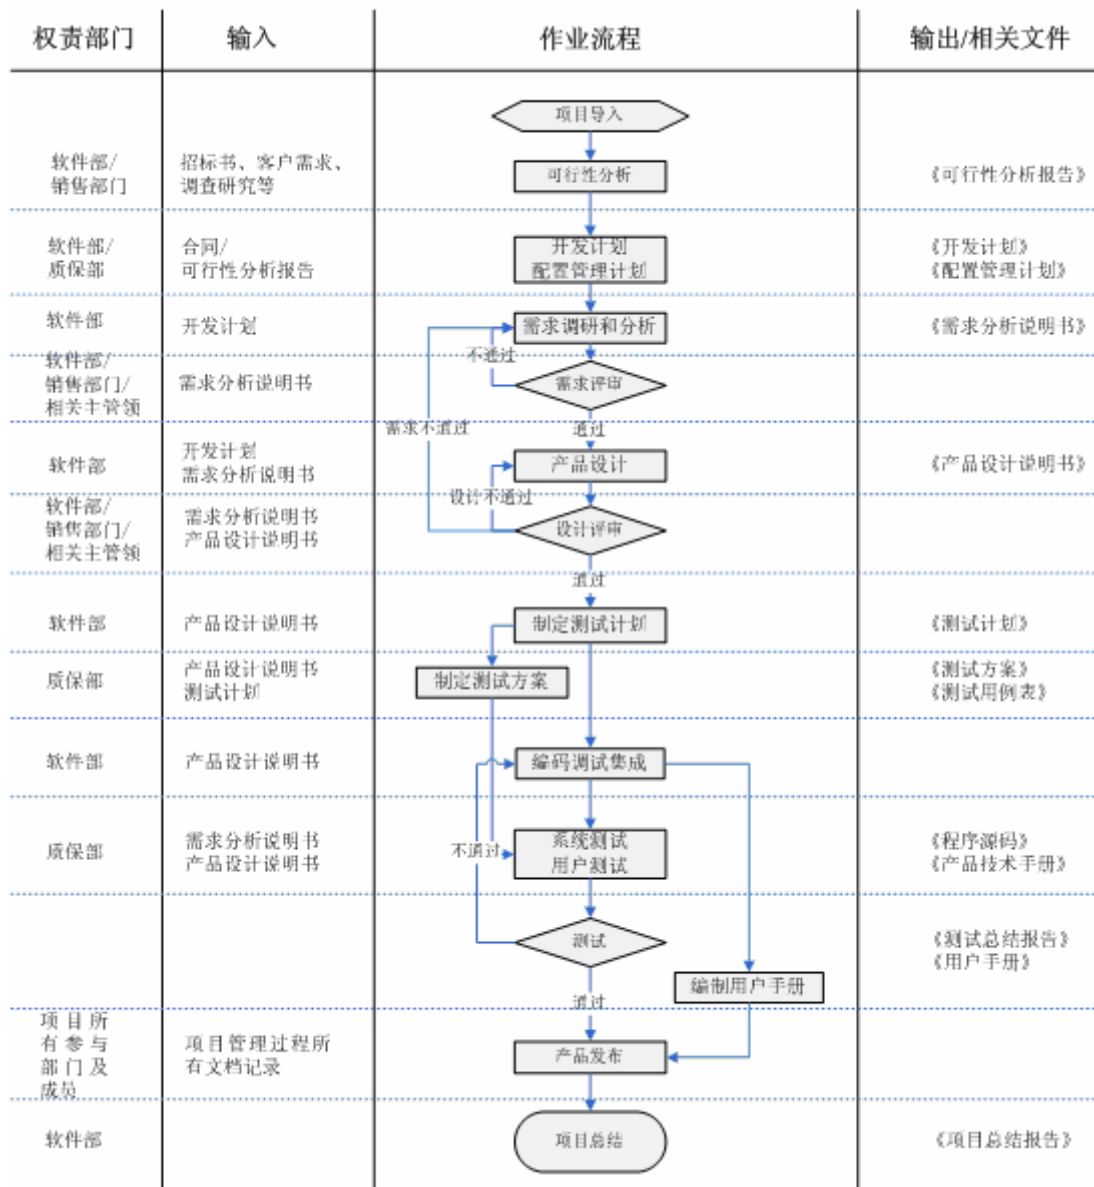 权责部门
输入
作业流程
输出/相关文件
项目导入
软件部/
销售部门
招标书、客户需求、
调查研究等
可行性分析
《可行性分析报告》
软件部/
质保部
合同/
可行性分析报告
开发计划
配置管理计划
《开发计划》
《配置管理计划》
软件部
开发计划
需求调研和分析
《需求分析说明书》
不通过
软件部/
销售部门/
相关主管领
需求分析说明书
需求评审
需求不通过
通过
软件部
开发计划
需求分析说明书
产品设计
《产品设计说明书》
设计不通过
软件部/
销售部门/
相关主管领
需求分析说明书
产品设计说明书
设计评审
通过
软件部
产品设计说明书
制定测试计划
《测试计划》
质保部
产品设计说明书
测试计划
制定测试方案
《测试方案》
《测试用例表》
软件部
产品设计说明书
编码调试集成
质保部
需求分析说明书
产品设计说明书
不通过
系统测试
用户测试
《程序源码》
《产品技术手册》
测试
《测试总结报告》
《用户手册》
编制用户手册
通过
项目所
有参与
部门及
成员
项目管理过程所
有文档记录
产品发布
软件部
项目总结
《项目总结报告》